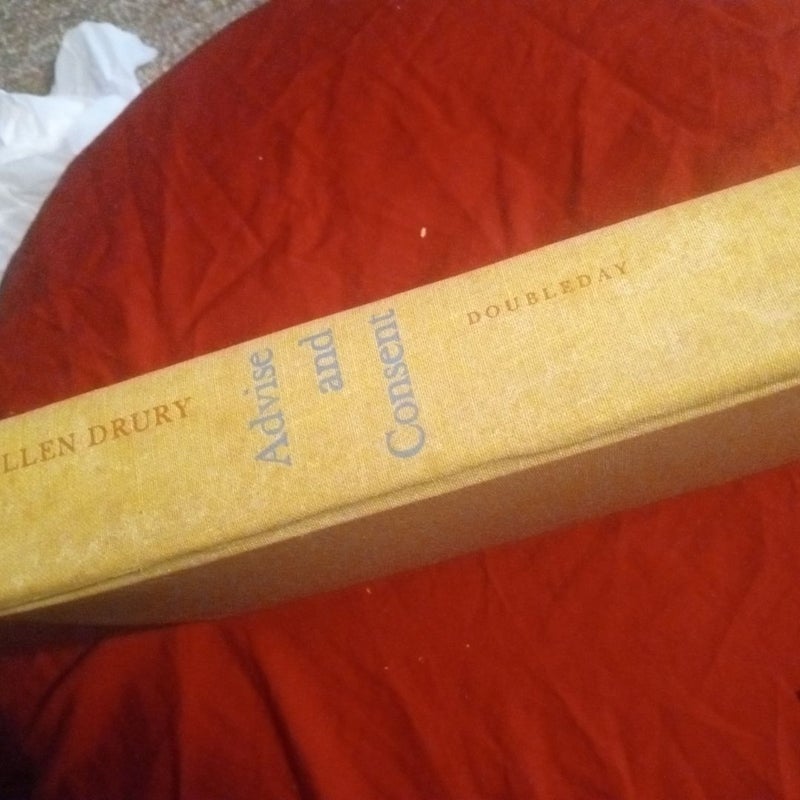 LLEN DRURY
Advise
and
Consent
DOUBLEDAY